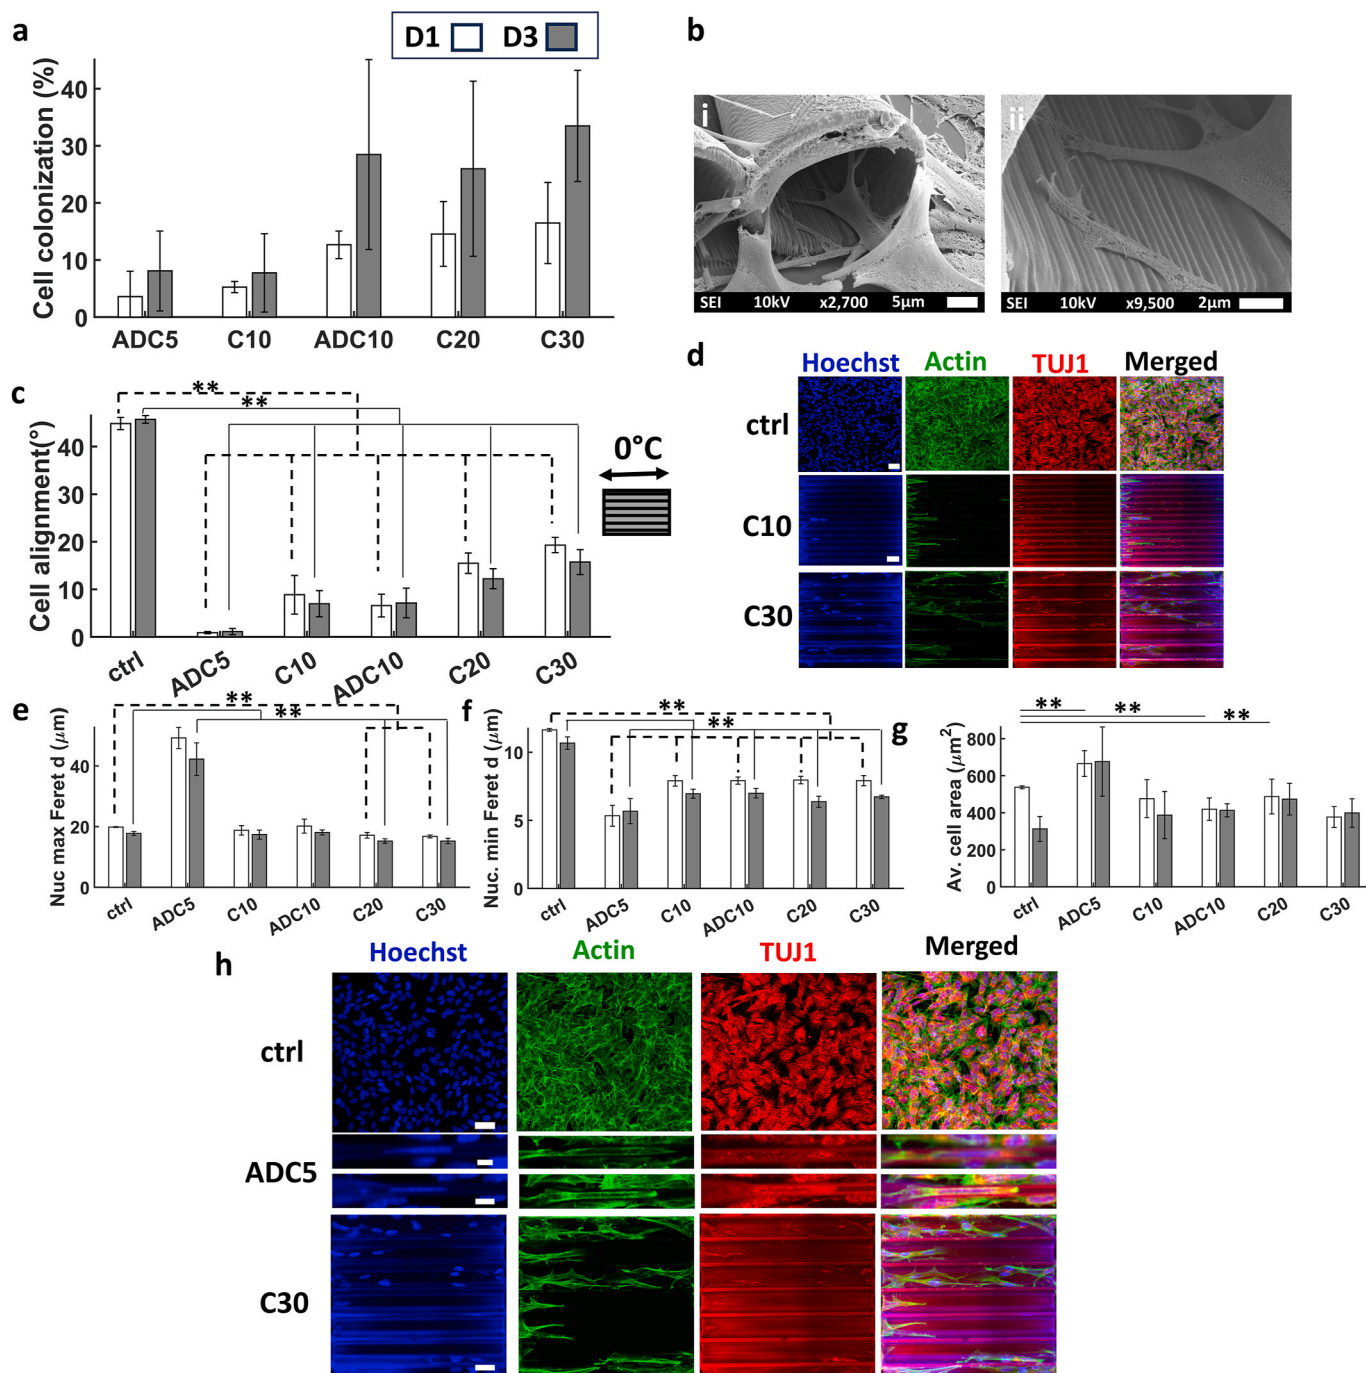 a
D1 D3
Cell colonization (%)
40
30
20
10
0
ADC5 C10 ADC10 C20 C30
b
i
SEI 10kV x2,700 5µm
ii
SEI 10kV x9,500 2µm
c
**
**
Cell alignment(°)
40
30
20
10
0
ctrl ADC5 C10 ADC10 C20 C30
0°C
d
Hoechst Actin TUJ1 Merged
ctrl
C10
C30
e
**
**
Nuc max Feret d (µm)
40
20
0
ctrl ADC5 C10 ADC10 C20 C30
f
**
**
Nuc. min Feret d (µm)
10
5
0
ctrl ADC5 C10 ADC10 C20 C30
g
**
**
**
Av. cell area (µm²)
800
600
400
200
0
ctrl ADC5 C10 ADC10 C20 C30
h
Hoechst Actin TUJ1 Merged
ctrl
ADC5
C30